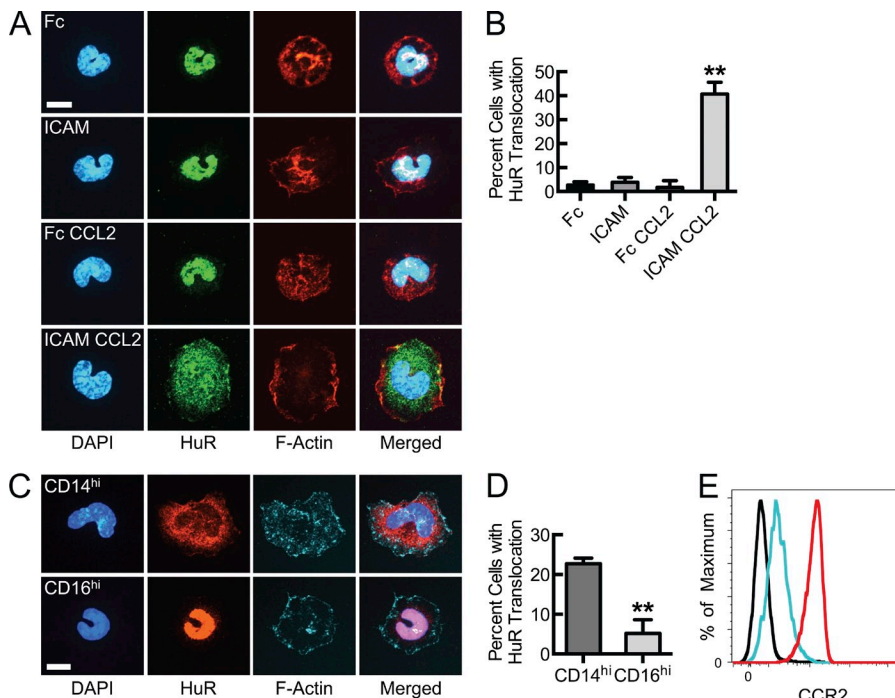 A
Fc
ICAM
Fc CCL2
ICAM CCL2
DAPI HuR F-Actin Merged
B
Percent Cells with
HuR Translocation
50
40
30
20
10
0
**
Fc
ICAM
Fc CCL2
ICAM CCL2
C
CD14hi
CD16hi
DAPI HuR F-Actin Merged
D
Percent Cells with
HuR Translocation
30
20
10
0
**
CD14hi CD16hi
E
% of Maximum
0
0
CCR2